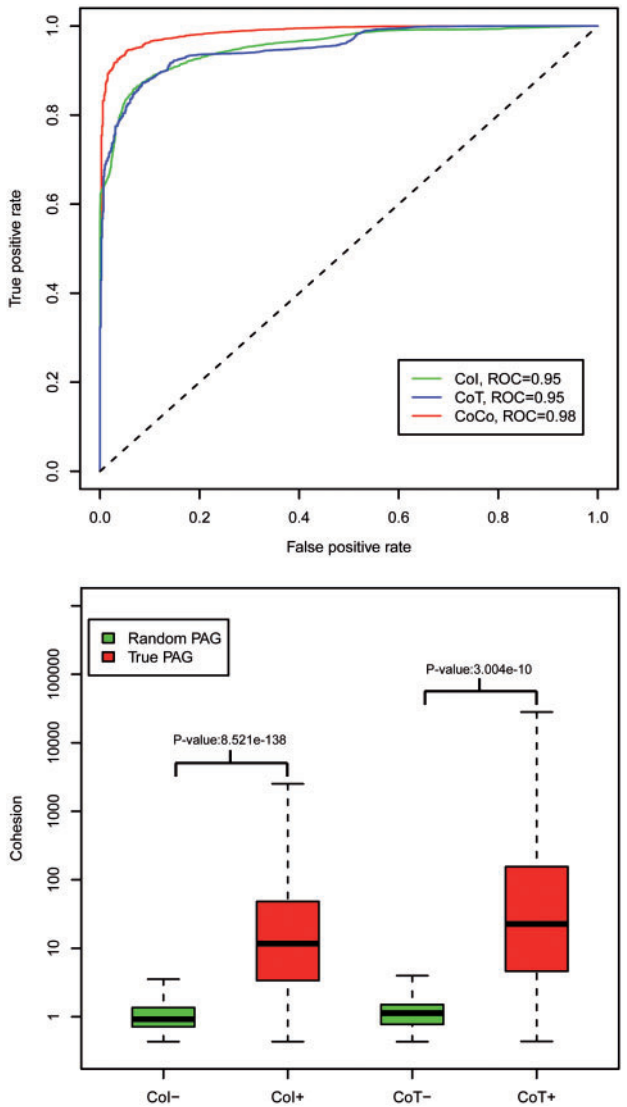 1.0
0.8
0.6
0.4
0.2
0.0
True positive rate
CoI, ROC=0.95
CoT, ROC=0.95
CoCo, ROC=0.98
0.0 0.2 0.4 0.6 0.8 1.0
False positive rate
Random PAG
True PAG
P-value:8.521e-138
P-value:3.004e-10
100000
10000
1000
100
10
1
Cohesion
CoI− CoI+ CoT− CoT+